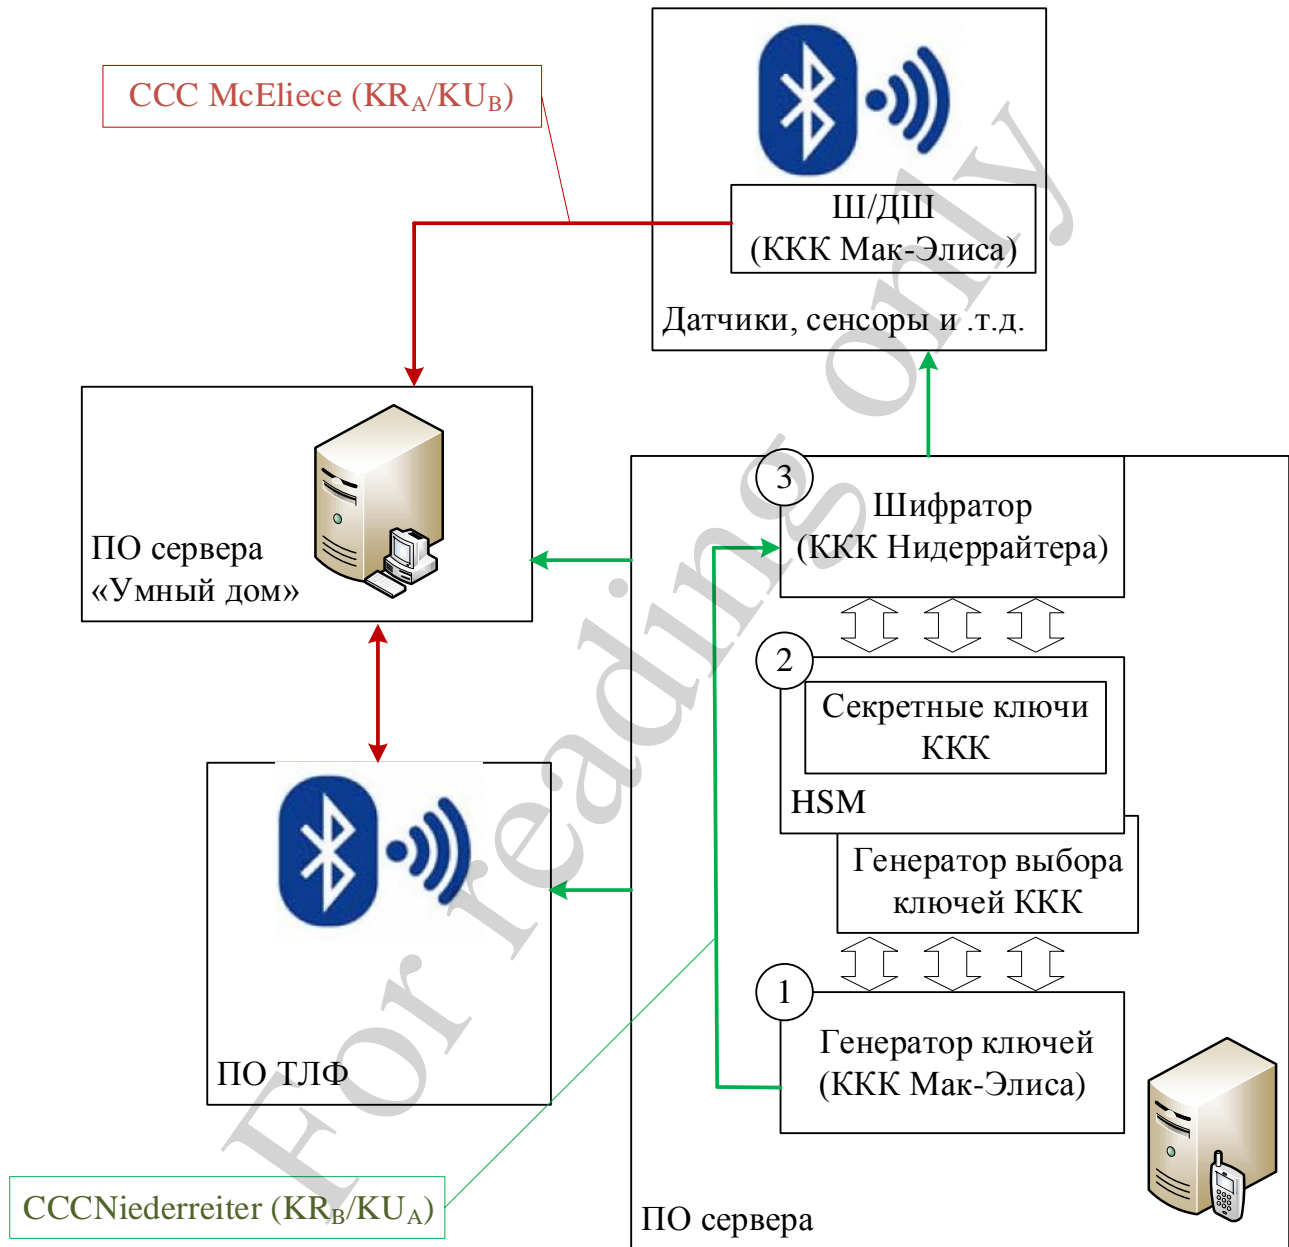 CCC McEliece (KRA/KUB)
Ш/ДШ
(ККК Мак-Элиса)
Датчики, сенсоры и .т.д.
ПО сервера
«Умный дом»
3
Шифратор
(ККК Нидеррайтера)
2
Секретные ключи
ККК
HSM
Генератор выбора
ключей ККК
1
Генератор ключей
(ККК Мак-Элиса)
ПО ТЛФ
CCCNiederreiter (KRB/KUA)
ПО сервера
For reading only